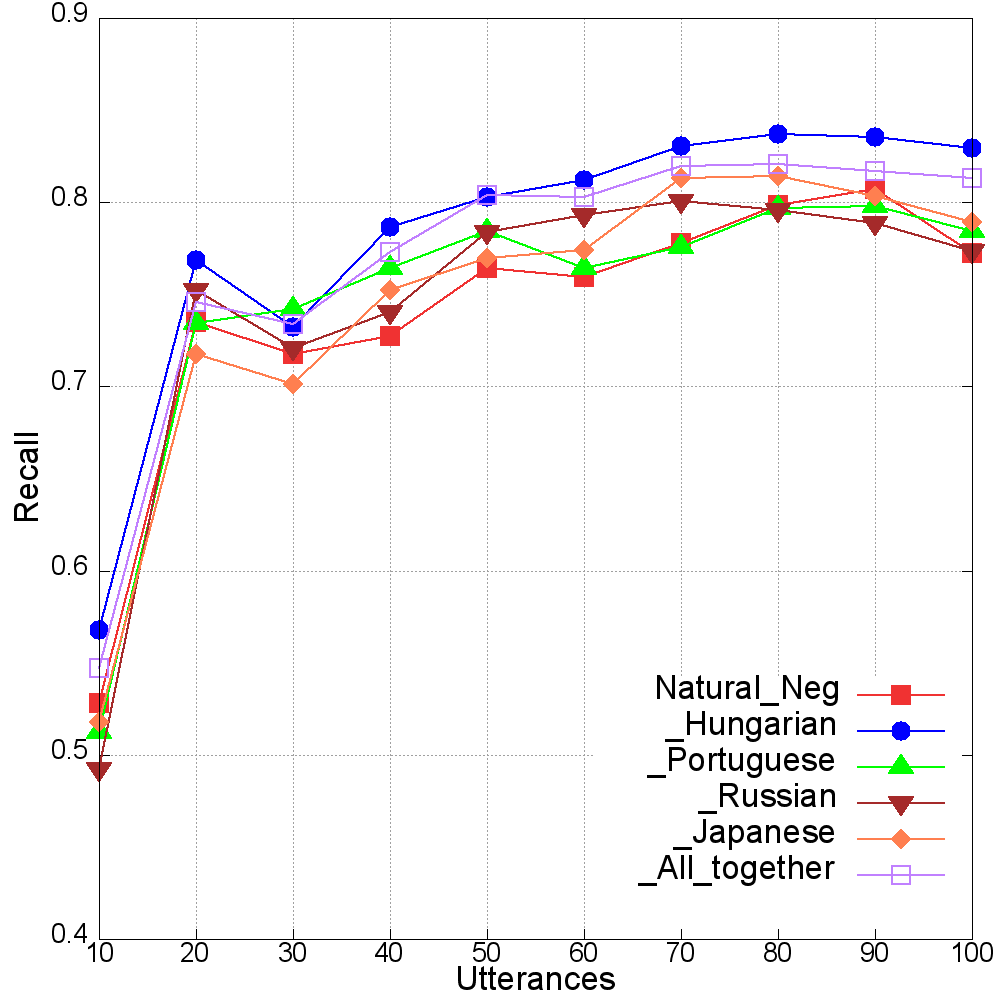 0.9
0.8
0.7
0.6
0.5
0.4
Recall
10 20 30 40 50 60 70 80 90 100
Utterances
Natural_Neg
_Hungarian
_Portuguese
_Russian
_Japanese
_All_together